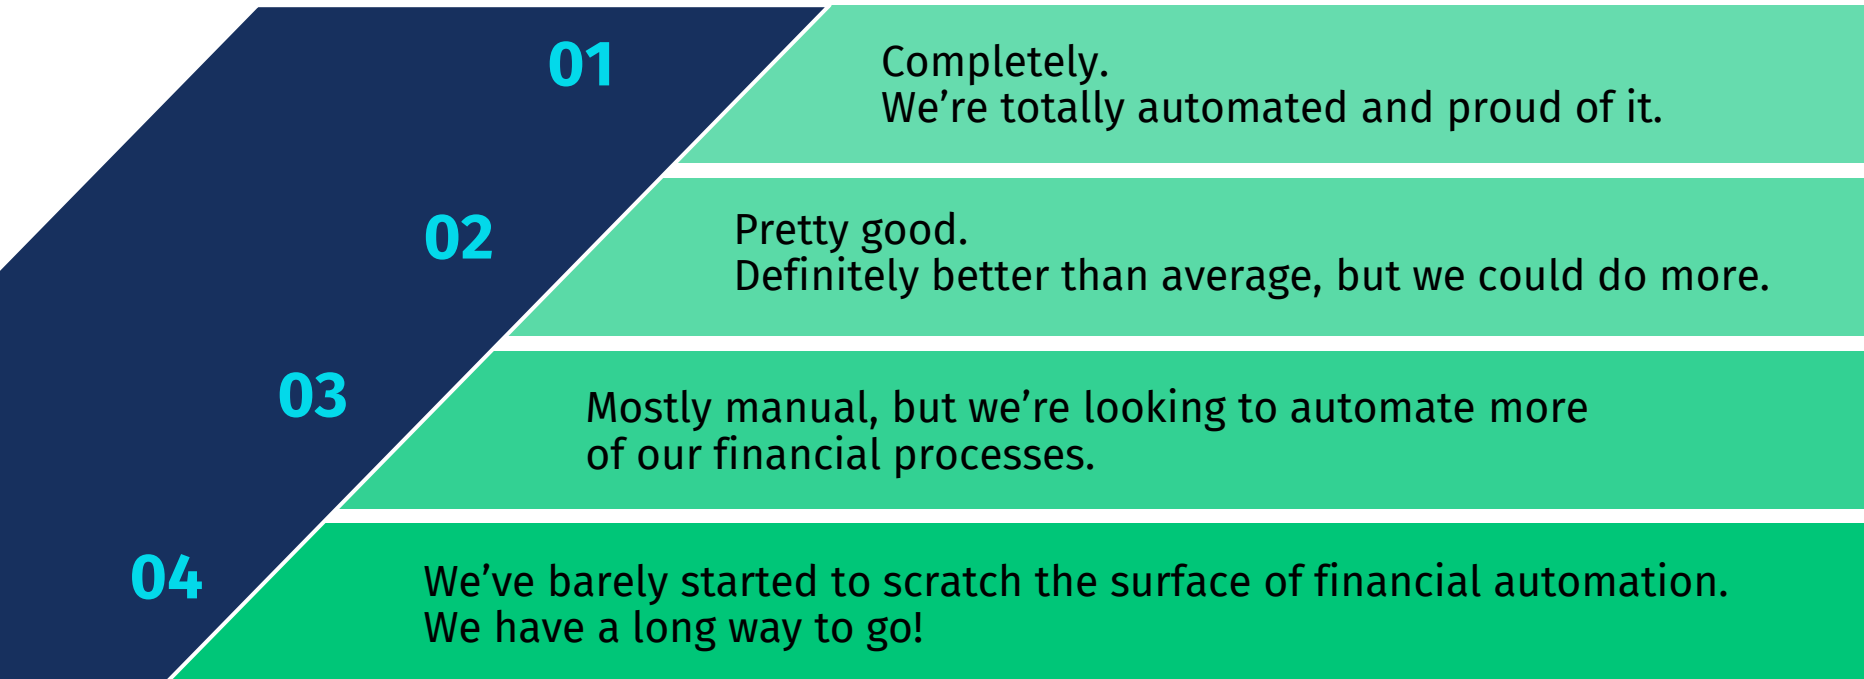 01
Completely.
We’re totally automated and proud of it.
02
Pretty good.
Definitely better than average, but we could do more.
03
Mostly manual, but we’re looking to automate more
of our financial processes.
04
We’ve barely started to scratch the surface of financial automation.
We have a long way to go!